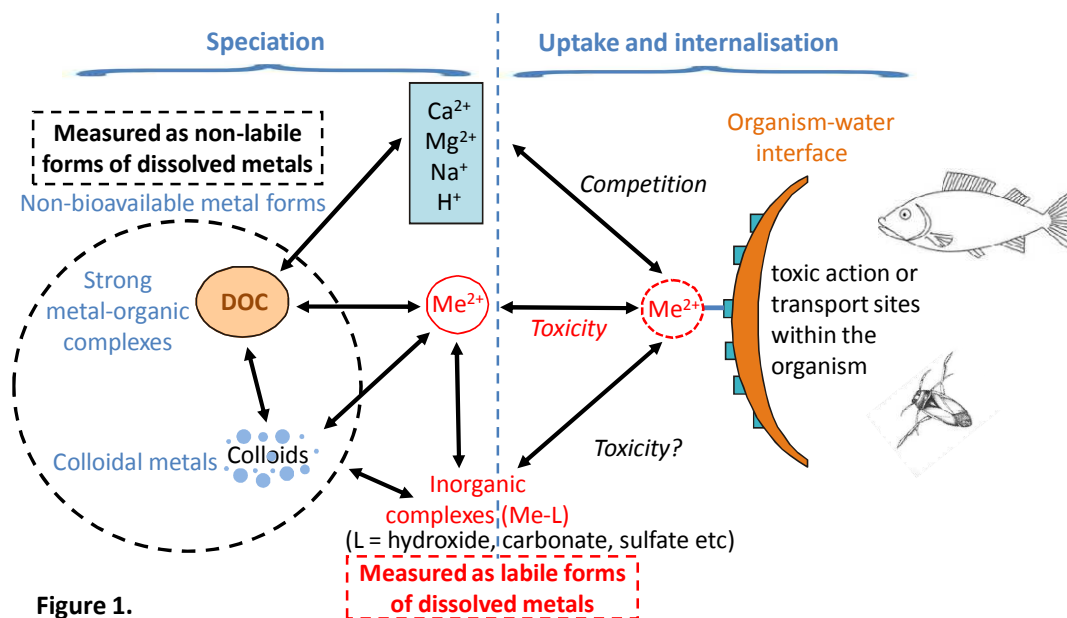 Speciation
Uptake and internalisation
Measured as non-labile
forms of dissolved metals
Non-bioavailable metal forms
Ca²⁺
Mg²⁺
Na⁺
H⁺
Organism-water
interface
Competition
Strong
metal-organic
complexes
DOC
Me²⁺
Toxicity
Me²⁺
toxic action or
transport sites
within the
organism
Colloidal metals
Colloids
Toxicity?
Inorganic
complexes (Me-L)
(L = hydroxide, carbonate, sulfate etc)
Measured as labile forms
of dissolved metals
Figure 1.